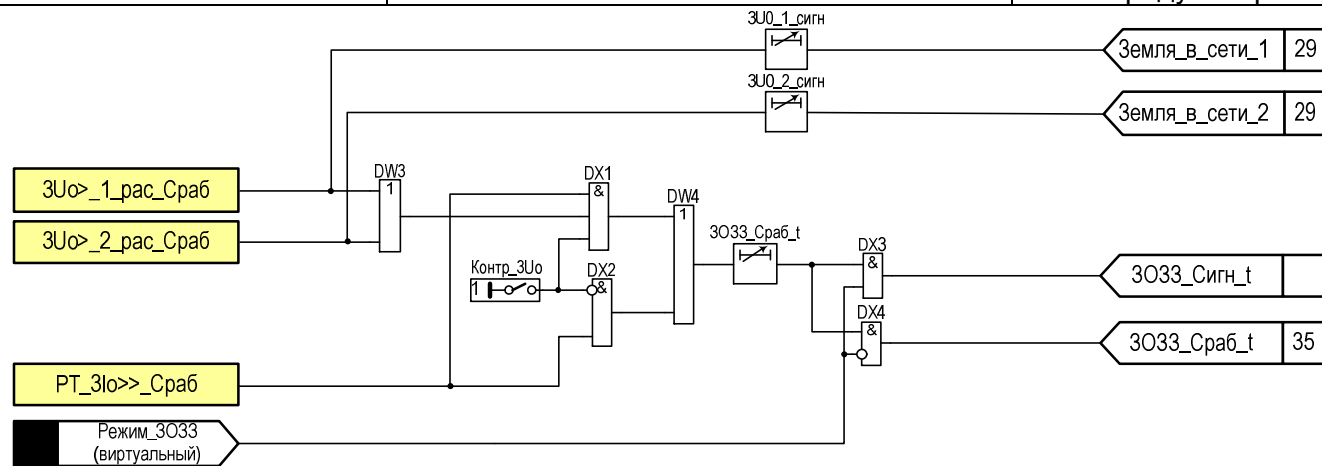 3U0_1_сигн
Земля_в_сети_1 29
3U0_2_сигн
Земля_в_сети_2 29
3Uo>_1_рас_Сраб
DW3
1
DX1
&
3Uo>_2_рас_Сраб
DW4
1
ЗОЗЗ_Сраб_t
Контр_3Uo
1
DX2
&
DX3
&
ЗОЗЗ_Сигн_t
DX4
&
ЗОЗЗ_Сраб_t 35
РТ_3Io>>_Сраб
Режим_ЗОЗЗ
(виртуальный)